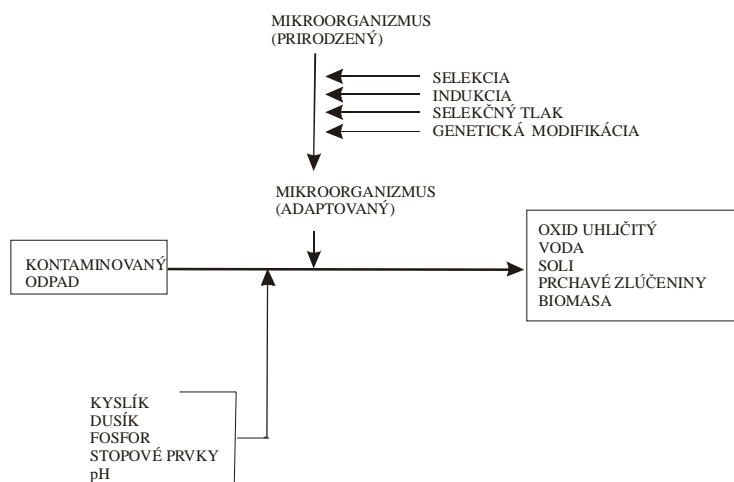 MIKROORGANIZMUS
(PRIRODZENÝ)
SELEKCIA
INDUKCIA
SELEKČNÝ TLAK
GENETICKÁ MODIFIKÁCIA
MIKROORGANIZMUS
(ADAPTOVANÝ)
KONTAMINOVANÝ
ODPAD
OXID UHLIČITÝ
VODA
SOLI
PRCHAVÉ ZLÚČENINY
BIOMASA
KYSLÍK
DUSÍK
FOSFOR
STOPOVÉ PRVKY
pH